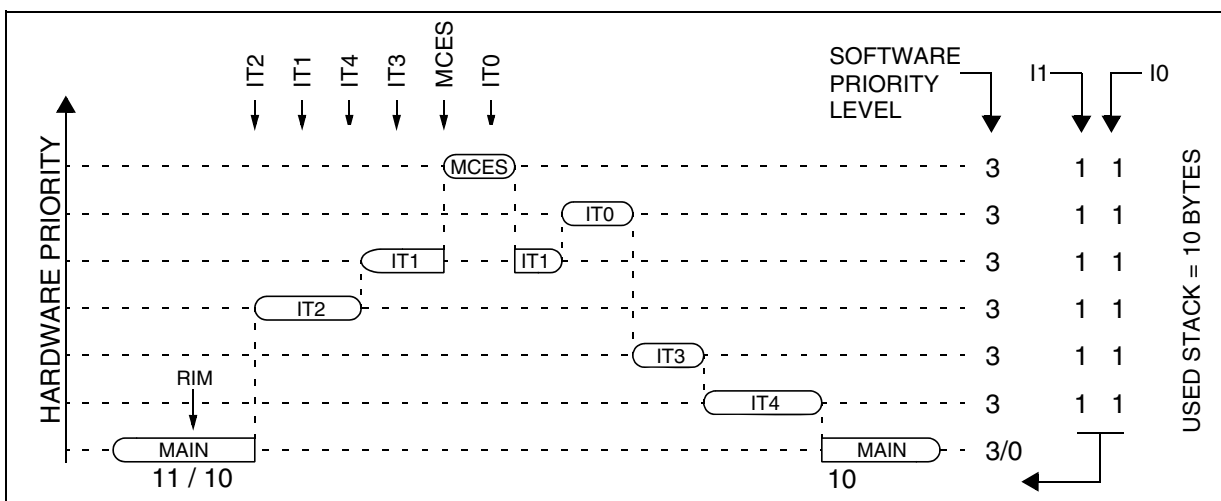 IT2
IT1
IT4
IT3
MCES
IT0
SOFTWARE
PRIORITY
LEVEL
I1
I0
HARDWARE PRIORITY
USED STACK = 10 BYTES
MCES
3
1 1
IT0
3
1 1
IT1
IT1
3
1 1
IT2
3
1 1
IT3
3
1 1
RIM
IT4
3
1 1
MAIN
MAIN
3/0
11 / 10
10